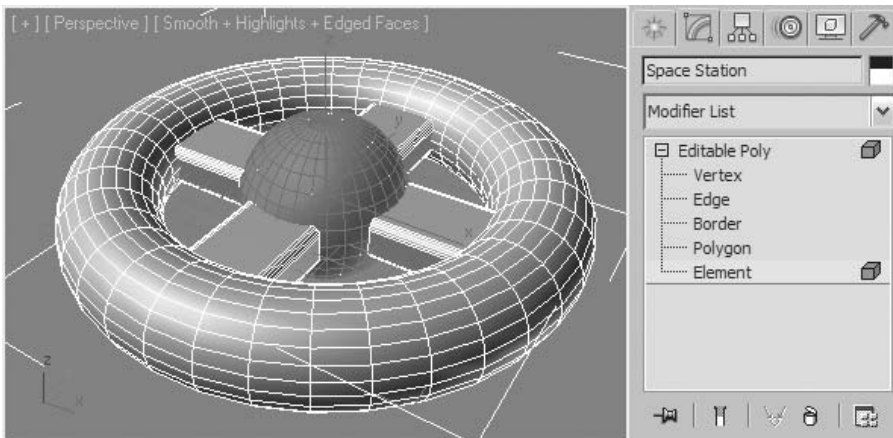 [ + ] [ Perspective ] [ Smooth + Highlights + Edged Faces ]
z
y
x
z
x
Space Station
Modifier List
Editable Poly
Vertex
Edge
Border
Polygon
Element